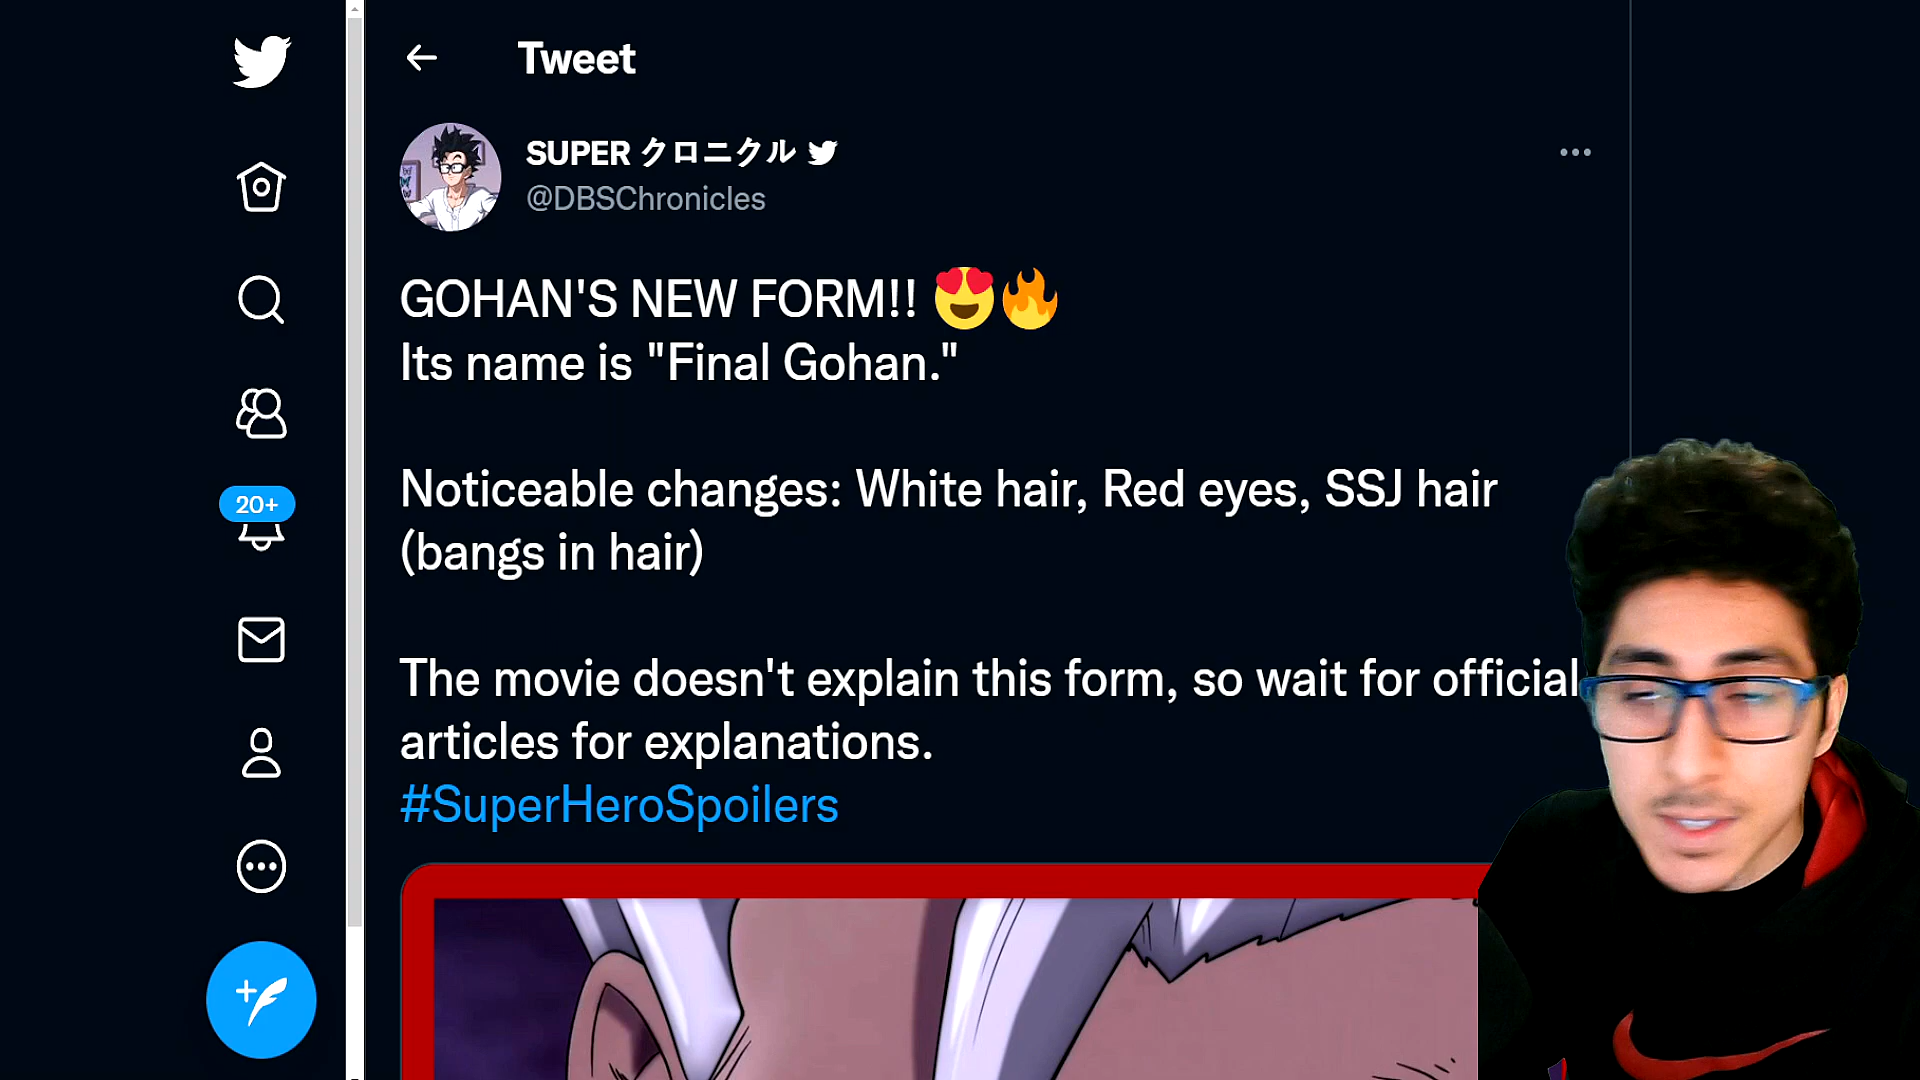 Tweet
SUPER クロニクル
@DBSChronicles
GOHAN'S NEW FORM!! 😍🔥
Its name is "Final Gohan."
Noticeable changes: White hair, Red eyes, SSJ hair
(bangs in hair)
The movie doesn't explain this form, so wait for official
articles for explanations.
#SuperHeroSpoilers
20+